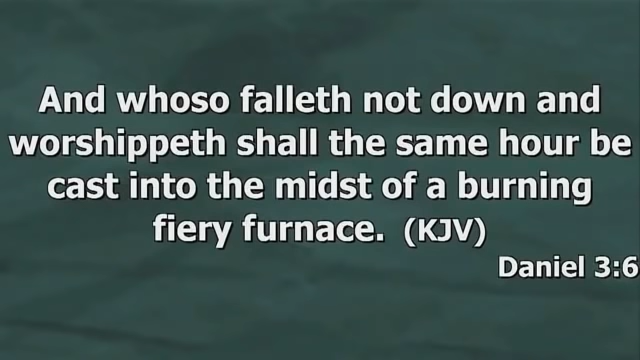 And whoso falleth not down and
worshippeth shall the same hour be
cast into the midst of a burning
fiery furnace. (KJV)
Daniel 3:6